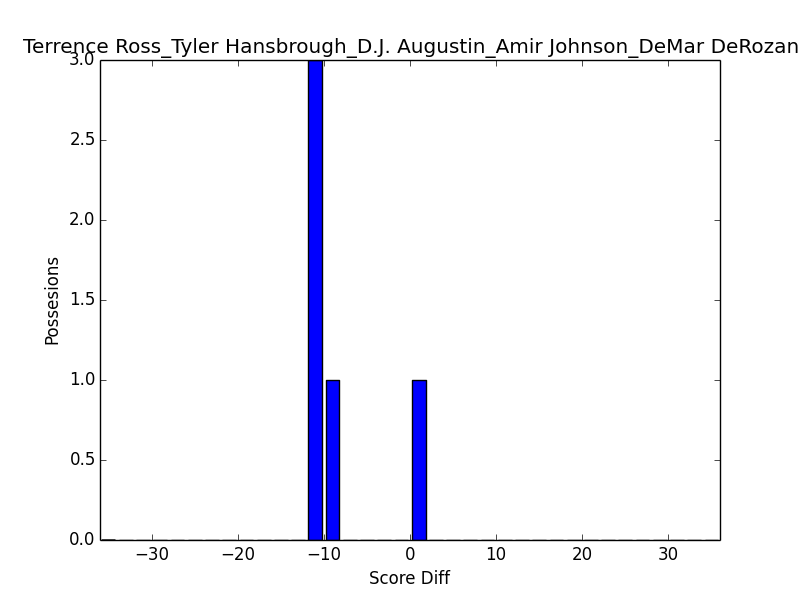 Terrence Ross_Tyler Hansbrough_D.J. Augustin_Amir Johnson_DeMar DeRozan
3.0
2.5
2.0
1.5
1.0
0.5
0.0
Possesions
−30 −20 −10 0 10 20 30
Score Diff